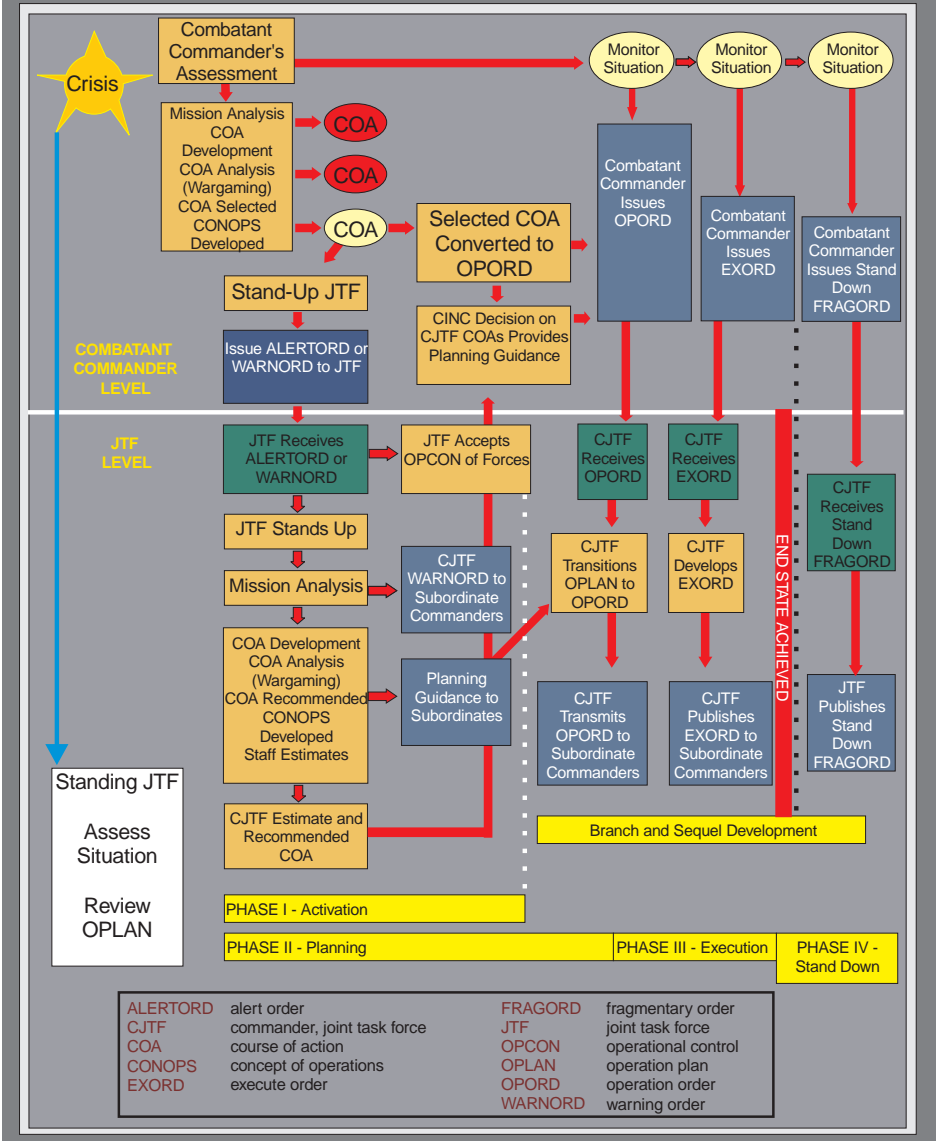 Crisis
Combatant
Commander's
Assessment
Monitor
Situation
Monitor
Situation
Monitor
Situation
Mission Analysis
COA
Development
COA Analysis
(Wargaming)
COA Selected
CONOPS
Developed
COA
COA
COA
Selected COA
Converted to
OPORD
Combatant
Commander
Issues
OPORD
Combatant
Commander
Issues
EXORD
Combatant
Commander
Issues Stand
Down
FRAGORD
Stand-Up JTF
CINC Decision on
CJTF COAs Provides
Planning Guidance
Issue ALERTORD or
WARNORD to JTF
COMBATANT
COMMANDER
LEVEL
JTF
LEVEL
JTF Receives
ALERTORD or
WARNORD
JTF Accepts
OPCON of Forces
CJTF
Receives
OPORD
CJTF
Receives
EXORD
CJTF
Receives
Stand
Down
FRAGORD
JTF Stands Up
Mission Analysis
CJTF
WARNORD to
Subordinate
Commanders
CJTF
Transitions
OPLAN to
OPORD
CJTF
Develops
EXORD
END STATE ACHIEVED
COA Development
COA Analysis
(Wargaming)
COA Recommended
CONOPS
Developed
Staff Estimates
Planning
Guidance to
Subordinates
CJTF
Transmits
OPORD to
Subordinate
Commanders
CJTF
Publishes
EXORD to
Subordinate
Commanders
JTF
Publishes
Stand
Down
FRAGORD
CJTF Estimate and
Recommended
COA
Standing JTF
Assess
Situation
Review
OPLAN
Branch and Sequel Development
PHASE I - Activation
PHASE II - Planning
PHASE III - Execution
PHASE IV -
Stand Down
ALERTORD alert order
CJTF commander, joint task force
COA course of action
CONOPS concept of operations
EXORD execute order
FRAGORD fragmentary order
JTF joint task force
OPCON operational control
OPLAN operation plan
OPORD operation order
WARNORD warning order